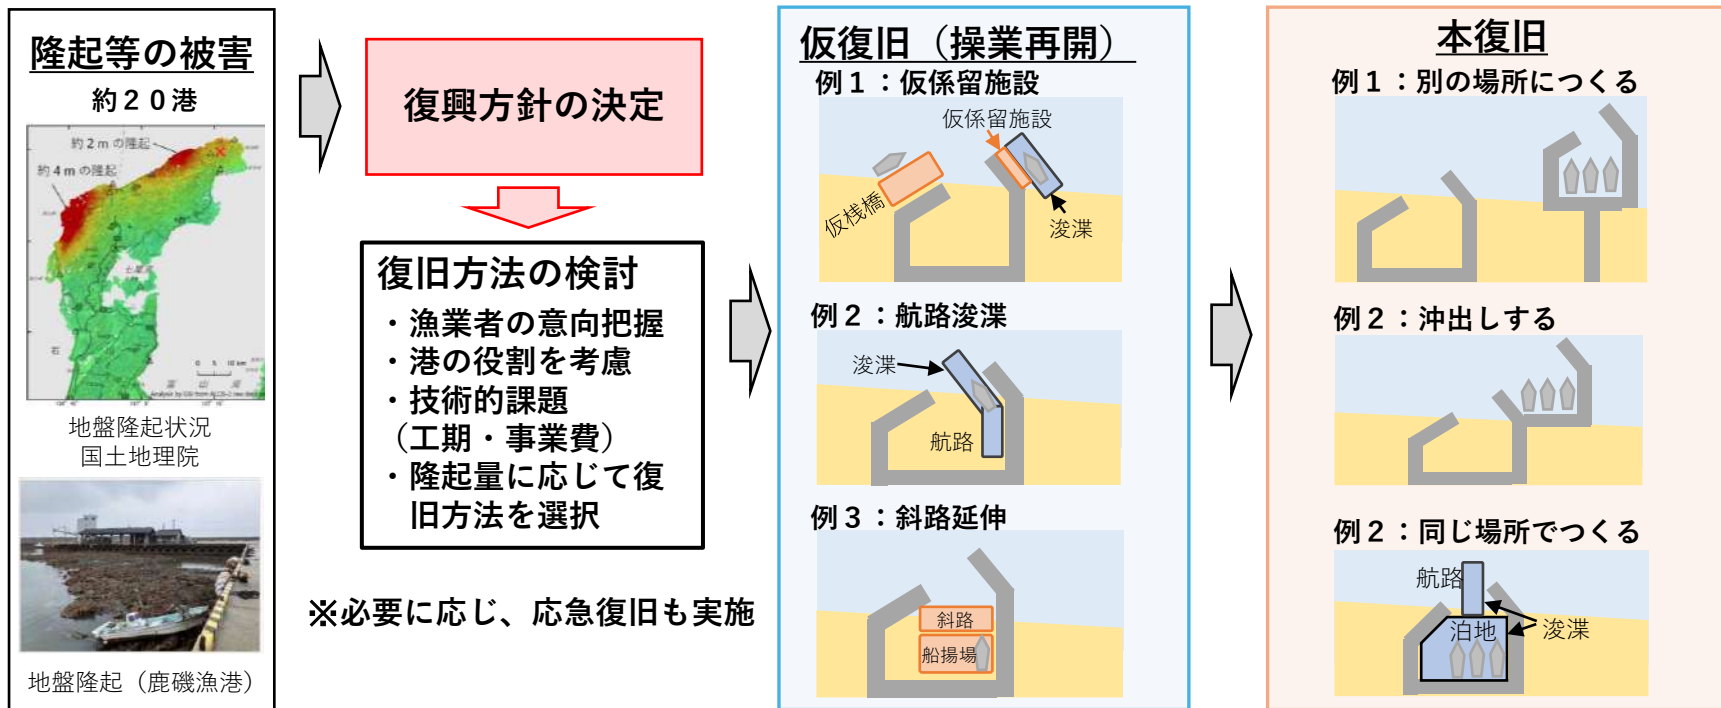 隆起等の被害
約２０港
約2ｍの隆起
約4ｍの隆起
地盤隆起状況
国土地理院
地盤隆起（鹿磯漁港）
復興方針の決定
復旧方法の検討
・漁業者の意向把握
・港の役割を考慮
・技術的課題
（工期・事業費）
・隆起量に応じて復
旧方法を選択
※必要に応じ、応急復旧も実施
仮復旧（操業再開）
例１：仮係留施設
仮係留施設
仮桟橋
浚渫
例２：航路浚渫
浚渫
航路
例３：斜路延伸
斜路
船揚場
本復旧
例１：別の場所につくる
例２：沖出しする
例２：同じ場所でつくる
航路
泊地
浚渫